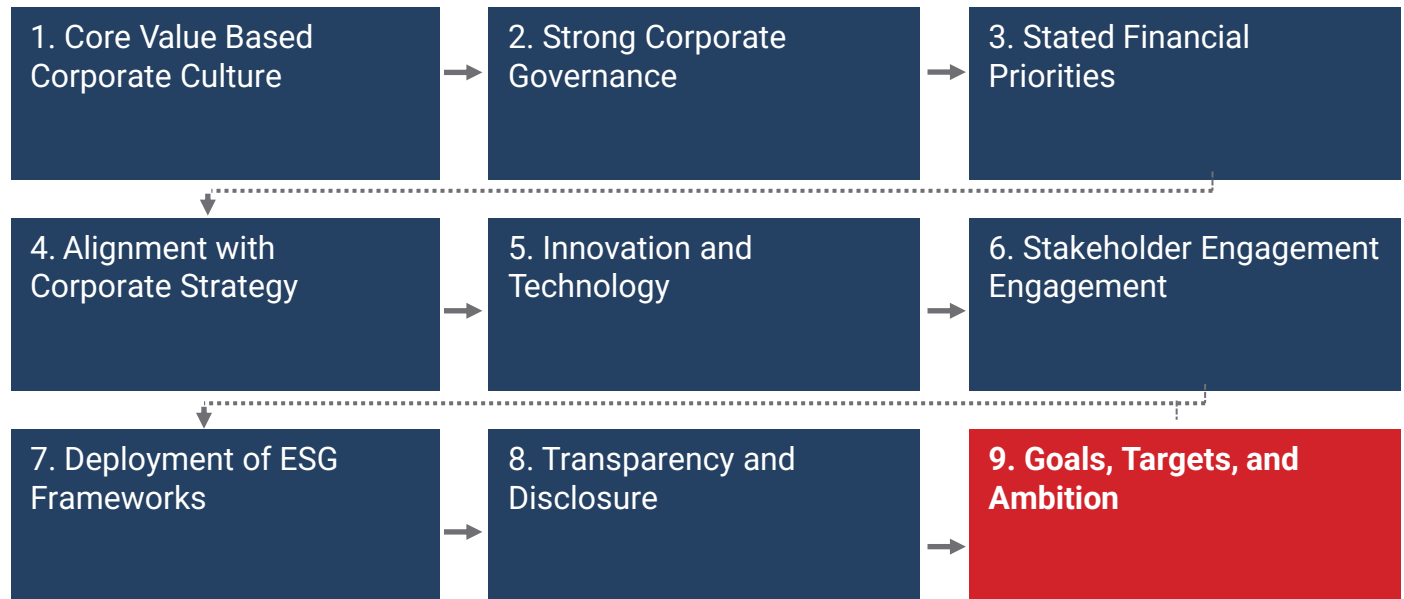 1. Core Value Based
Corporate Culture
2. Strong Corporate
Governance
3. Stated Financial
Priorities
4. Alignment with
Corporate Strategy
5. Innovation and
Technology
6. Stakeholder Engagement
Engagement
7. Deployment of ESG
Frameworks
8. Transparency and
Disclosure
9. Goals, Targets, and
Ambition